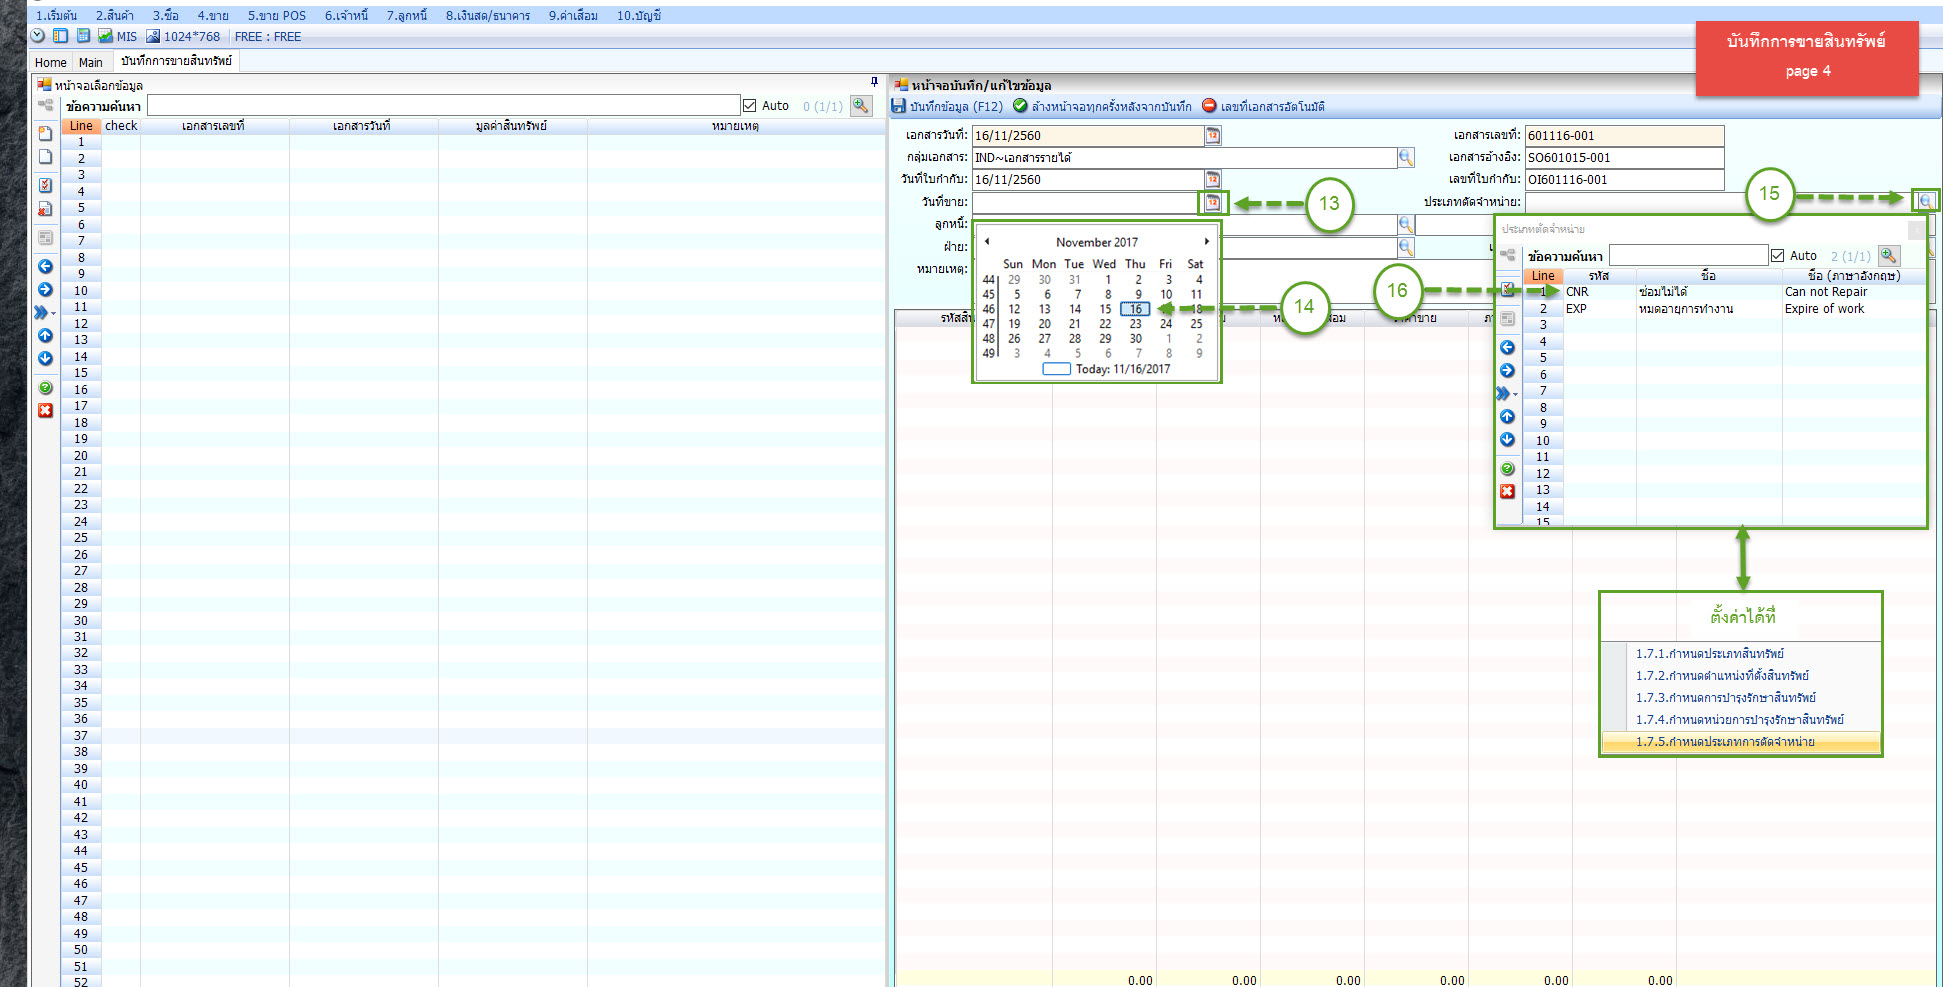 1.เริ่มต้น 2.สินค้า 3.ซื้อ 4.ขาย 5.ขาย POS 6.เจ้าหนี้ 7.ลูกหนี้ 8.เงินสด/ธนาคาร 9.ค่าเสื่อม 10.บัญชี
MIS 1024*768 FREE : FREE
Home Main บันทึกการขายสินทรัพย์
บันทึกการขายสินทรัพย์
page 4
หน้าจอเลือกข้อมูล
ข้อความค้นหา Auto 0 (1/1)
Line check เอกสารเลขที่ เอกสารวันที่ มูลค่าสินทรัพย์ หมายเหตุ
1
2
3
4
5
6
7
8
9
10
11
12
13
14
15
16
17
18
19
20
21
22
23
24
25
26
27
28
29
30
31
32
33
34
35
36
37
38
39
40
41
42
43
44
45
46
47
48
49
50
51
52
หน้าจอบันทึก/แก้ไขข้อมูล
บันทึกข้อมูล (F12) ล้างหน้าจอทุกครั้งหลังจากบันทึก เลขที่เอกสารอัตโนมัติ
เอกสารวันที่: 16/11/2560 เอกสารเลขที่: 601116-001
กลุ่มเอกสาร: IND~เอกสารรายได้ เอกสารอ้างอิง: SO601015-001
วันที่ใบกำกับ: 16/11/2560 เลขที่ใบกำกับ: OI601116-001
วันที่ขาย: 12 13 ประเภทตัดจำหน่าย: 15
ลูกหนี้:
ฝ่าย:
หมายเหตุ:
November 2017
Sun Mon Tue Wed Thu Fri Sat
44 29 30 31 1 2 3 4
45 5 6 7 8 9 10 11
46 12 13 14 15 16 18
47 19 20 21 22 23 24 25
48 26 27 28 29 30 1 2
49 3 4 5 6 7 8 9
Today: 11/16/2017
14
16
ประเภทตัดจำหน่าย
ข้อความค้นหา Auto 2 (1/1)
Line รหัส ชื่อ ชื่อ (ภาษาอังกฤษ)
1 CNR ซ่อมไม่ได้ Can not Repair
2 EXP หมดอายุการทำงาน Expire of work
3
4
5
6
7
8
9
10
11
12
13
14
15
ตั้งค่าได้ที่
1.7.1.กำหนดประเภทสินทรัพย์
1.7.2.กำหนดตำแหน่งที่ตั้งสินทรัพย์
1.7.3.กำหนดการบำรุงรักษาสินทรัพย์
1.7.4.กำหนดหน่วยการบำรุงรักษาสินทรัพย์
1.7.5.กำหนดประเภทการตัดจำหน่าย
0.00 0.00 0.00 0.00 0.00 0.00